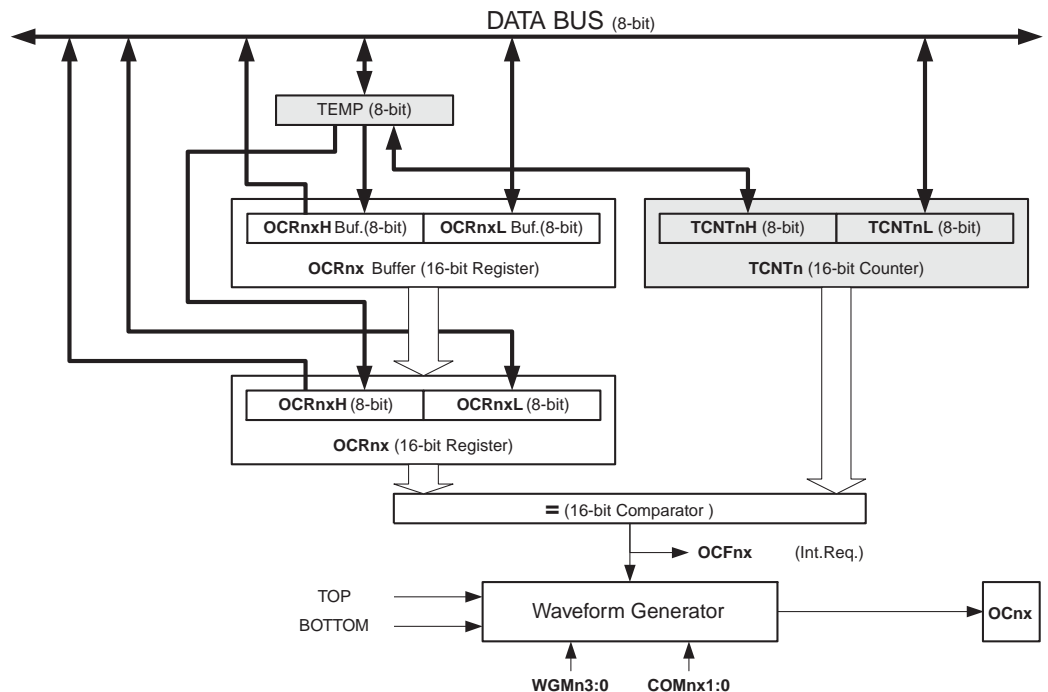 DATA BUS (8-bit)
TEMP (8-bit)
OCRnxH Buf.(8-bit) OCRnxL Buf.(8-bit)
OCRnx Buffer (16-bit Register)
TCNTnH (8-bit) TCNTnL (8-bit)
TCNTn (16-bit Counter)
OCRnxH (8-bit) OCRnxL (8-bit)
OCRnx (16-bit Register)
= (16-bit Comparator )
OCFnx (Int.Req.)
TOP
BOTTOM
Waveform Generator
OCnx
WGMn3:0 COMnx1:0